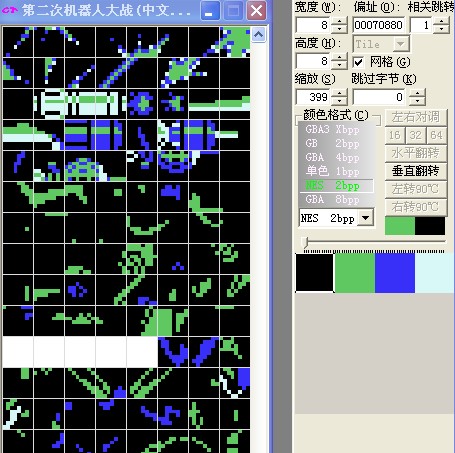 第二次机器人大战(中文...
宽度(W): 偏址(O): 相关跳转
8 00070880 1
高度(H): Tile
8 网格(G)
缩放(S) 跳过字节(K)
399 0
颜色格式(C) 左右对调
GBA3 Xbpp 16 32 64
GB 2bpp 水平翻转
GBA 4bpp
单色 1bpp 垂直翻转
NES 2bpp 左转90℃
GBA 8bpp 右转90℃
NES 2bpp